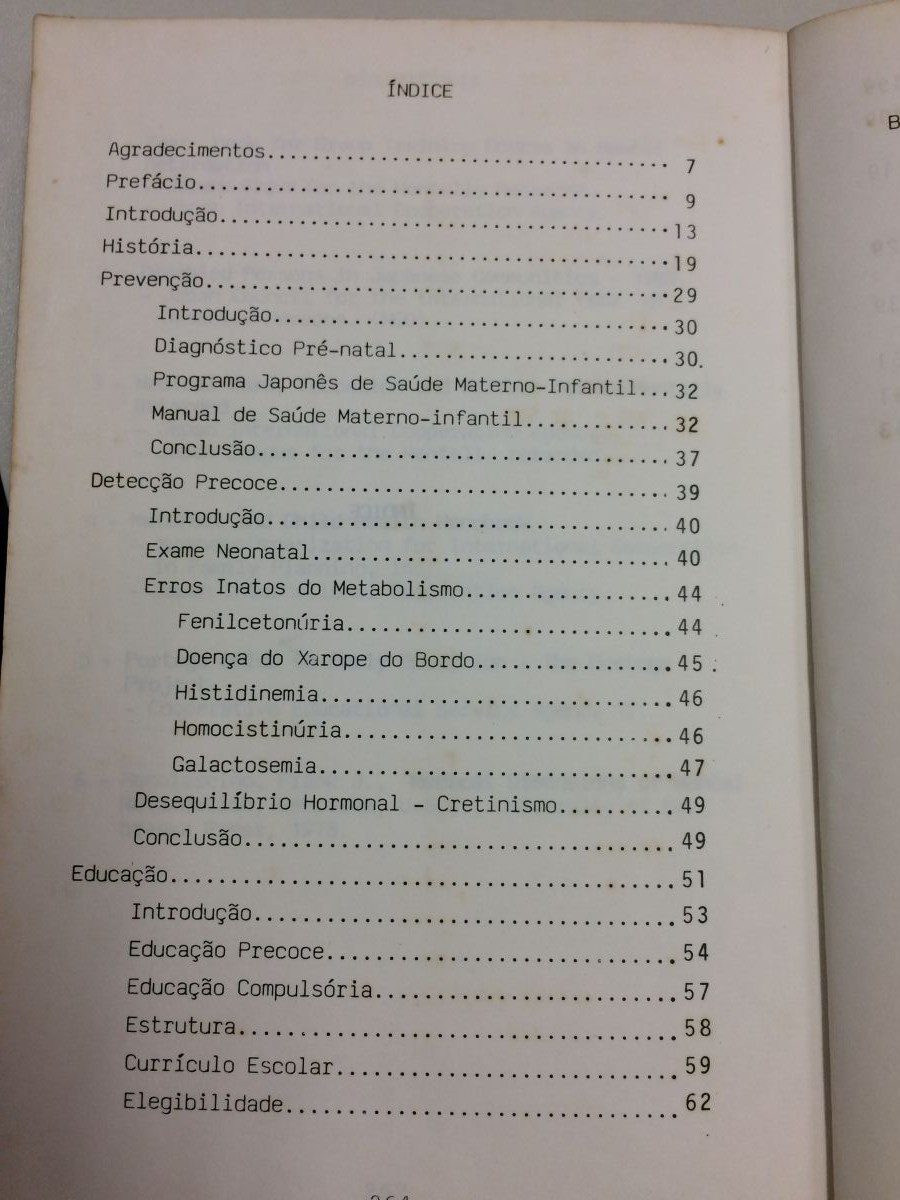 ÍNDICE
Agradecimentos.................................. 7
Prefácio........................................ 9
Introdução......................................13
História........................................19
Prevenção.......................................29
Introdução.................................30
Diagnóstico Pré-natal......................30.
Programa Japonês de Saúde Materno-Infantil...32
Manual de Saúde Materno-infantil............32
Conclusão..................................37
Detecção Precoce................................39
Introdução.................................40
Exame Neonatal.............................40
Erros Inatos do Metabolismo.................44
Fenilcetonúria...........................44
Doença do Xarope do Bordo................45
Histidinemia.............................46
Homocistinúria...........................46
Galactosemia.............................47
Desequilíbrio Hormonal - Cretinismo..........49
Conclusão...................................49
Educação........................................51
Introdução..................................53
Educação Precoce............................54
Educação Compulsória........................57
Estrutura...................................58
Currículo Escolar...........................59
Elegibilidade...............................62
B